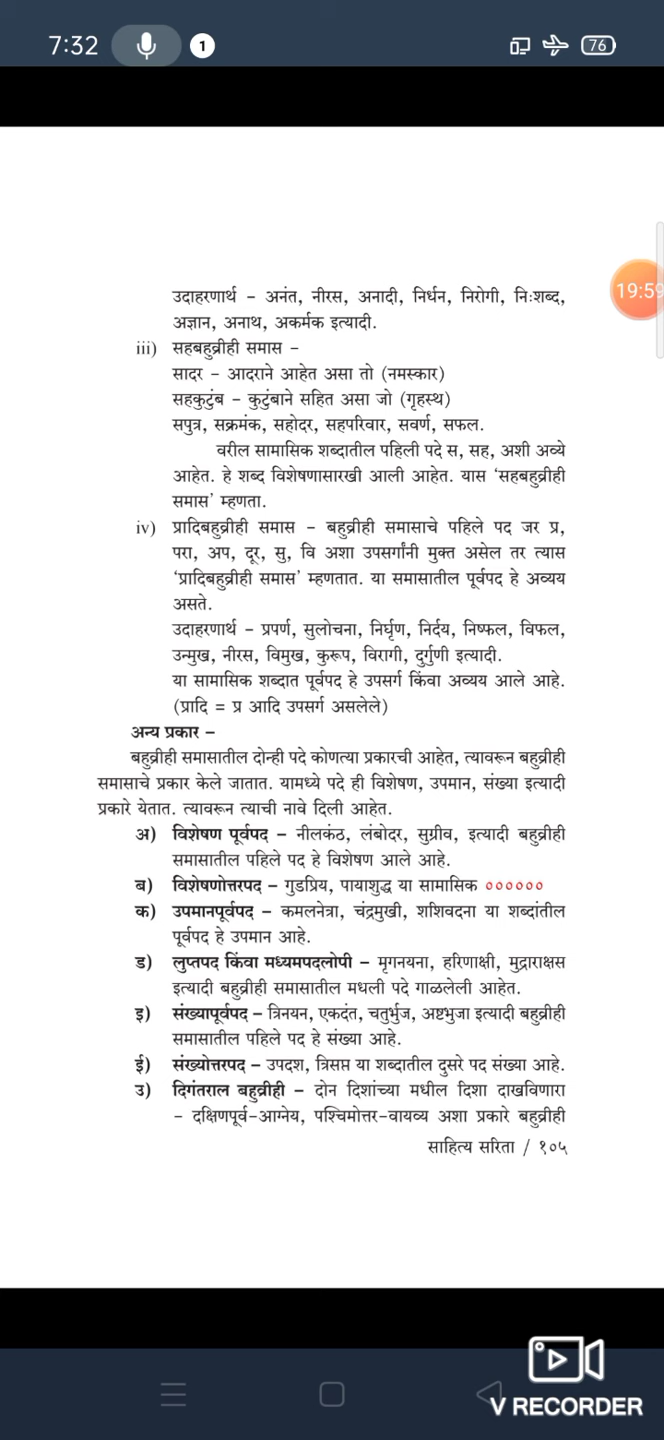 7:32
1
76
19:59
उदाहरणार्थ – अनंत, नीरस, अनादी, निर्धन, निरोगी, निःशब्द,
अज्ञान, अनाथ, अकर्मक इत्यादी.
iii) सहबहुव्रीही समास –
सादर – आदराने आहेत असा तो (नमस्कार)
सहकुटुंब – कुटुंबाने सहित असा जो (गृहस्थ)
सपुत्र, सक्रमंक, सहोदर, सहपरिवार, सवर्ण, सफल.
वरील सामासिक शब्दातील पहिली पदे स, सह, अशी अव्ये
आहेत. हे शब्द विशेषणासारखी आली आहेत. यास ‘सहबहुव्रीही
समास’ म्हणता.
iv) प्रादिबहुव्रीही समास – बहुव्रीही समासाचे पहिले पद जर प्र,
परा, अप, दूर, सु, वि अशा उपसर्गांनी मुक्त असेल तर त्यास
‘प्रादिबहुव्रीही समास’ म्हणतात. या समासातील पूर्वपद हे अव्यय
असते.
उदाहरणार्थ – प्रपर्ण, सुलोचना, निर्घृण, निर्दय, निष्फल, विफल,
उन्मुख, नीरस, विमुख, कुरूप, विरागी, दुर्गुणी इत्यादी.
या सामासिक शब्दात पूर्वपद हे उपसर्ग किंवा अव्यय आले आहे.
(प्रादि = प्र आदि उपसर्ग असलेले)
अन्य प्रकार –
बहुव्रीही समासातील दोन्ही पदे कोणत्या प्रकारची आहेत, त्यावरून बहुव्रीही
समासाचे प्रकार केले जातात. यामध्ये पदे ही विशेषण, उपमान, संख्या इत्यादी
प्रकारे येतात. त्यावरून त्याची नावे दिली आहेत.
अ) विशेषण पूर्वपद – नीलकंठ, लंबोदर, सुग्रीव, इत्यादी बहुव्रीही
समासातील पहिले पद हे विशेषण आले आहे.
ब) विशेषणोत्तरपद – गुडप्रिय, पायाशुद्ध या सामासिक ००००००
क) उपमानपूर्वपद – कमलनेत्रा, चंद्रमुखी, शशिवदना या शब्दांतील
पूर्वपद हे उपमान आहे.
ड) लुप्तपद किंवा मध्यमपदलोपी – मृगनयना, हरिणाक्षी, मुद्राराक्षस
इत्यादी बहुव्रीही समासातील मधली पदे गाळलेली आहेत.
इ) संख्यापूर्वपद – त्रिनयन, एकदंत, चतुर्भुज, अष्टभुजा इत्यादी बहुव्रीही
समासातील पहिले पद हे संख्या आहे.
ई) संख्योत्तरपद – उपदश, त्रिसप्त या शब्दातील दुसरे पद संख्या आहे.
उ) दिगंतराल बहुव्रीही – दोन दिशांच्या मधील दिशा दाखविणारा
– दक्षिणपूर्व-आग्नेय, पश्चिमोत्तर-वायव्य अशा प्रकारे बहुव्रीही
साहित्य सरिता / १०५
V RECORDER